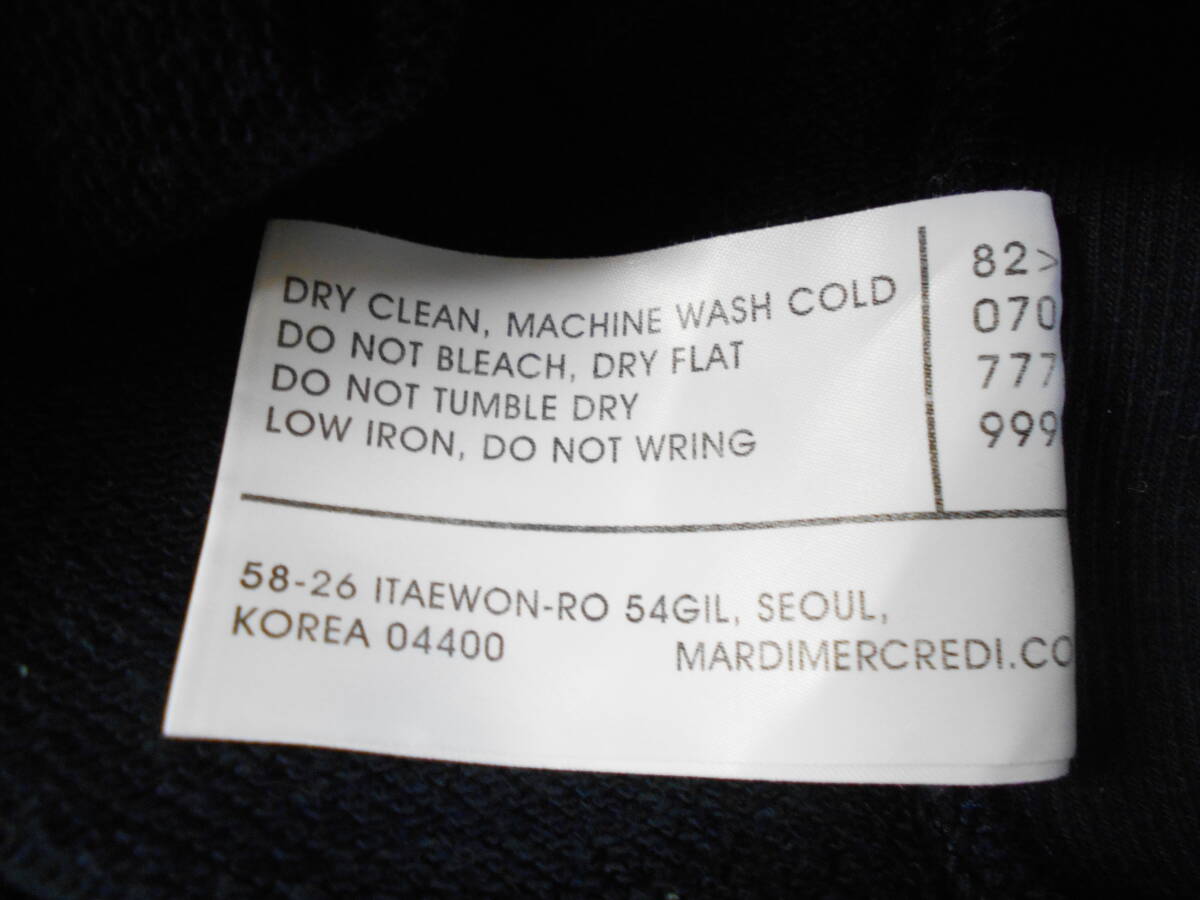 DRY CLEAN, MACHINE WASH COLD
DO NOT BLEACH, DRY FLAT
DO NOT TUMBLE DRY
LOW IRON, DO NOT WRING
82>
070
777
999
58-26 ITAEWON-RO 54GIL, SEOUL,
KOREA 04400
MARDIMERCREDI.CO